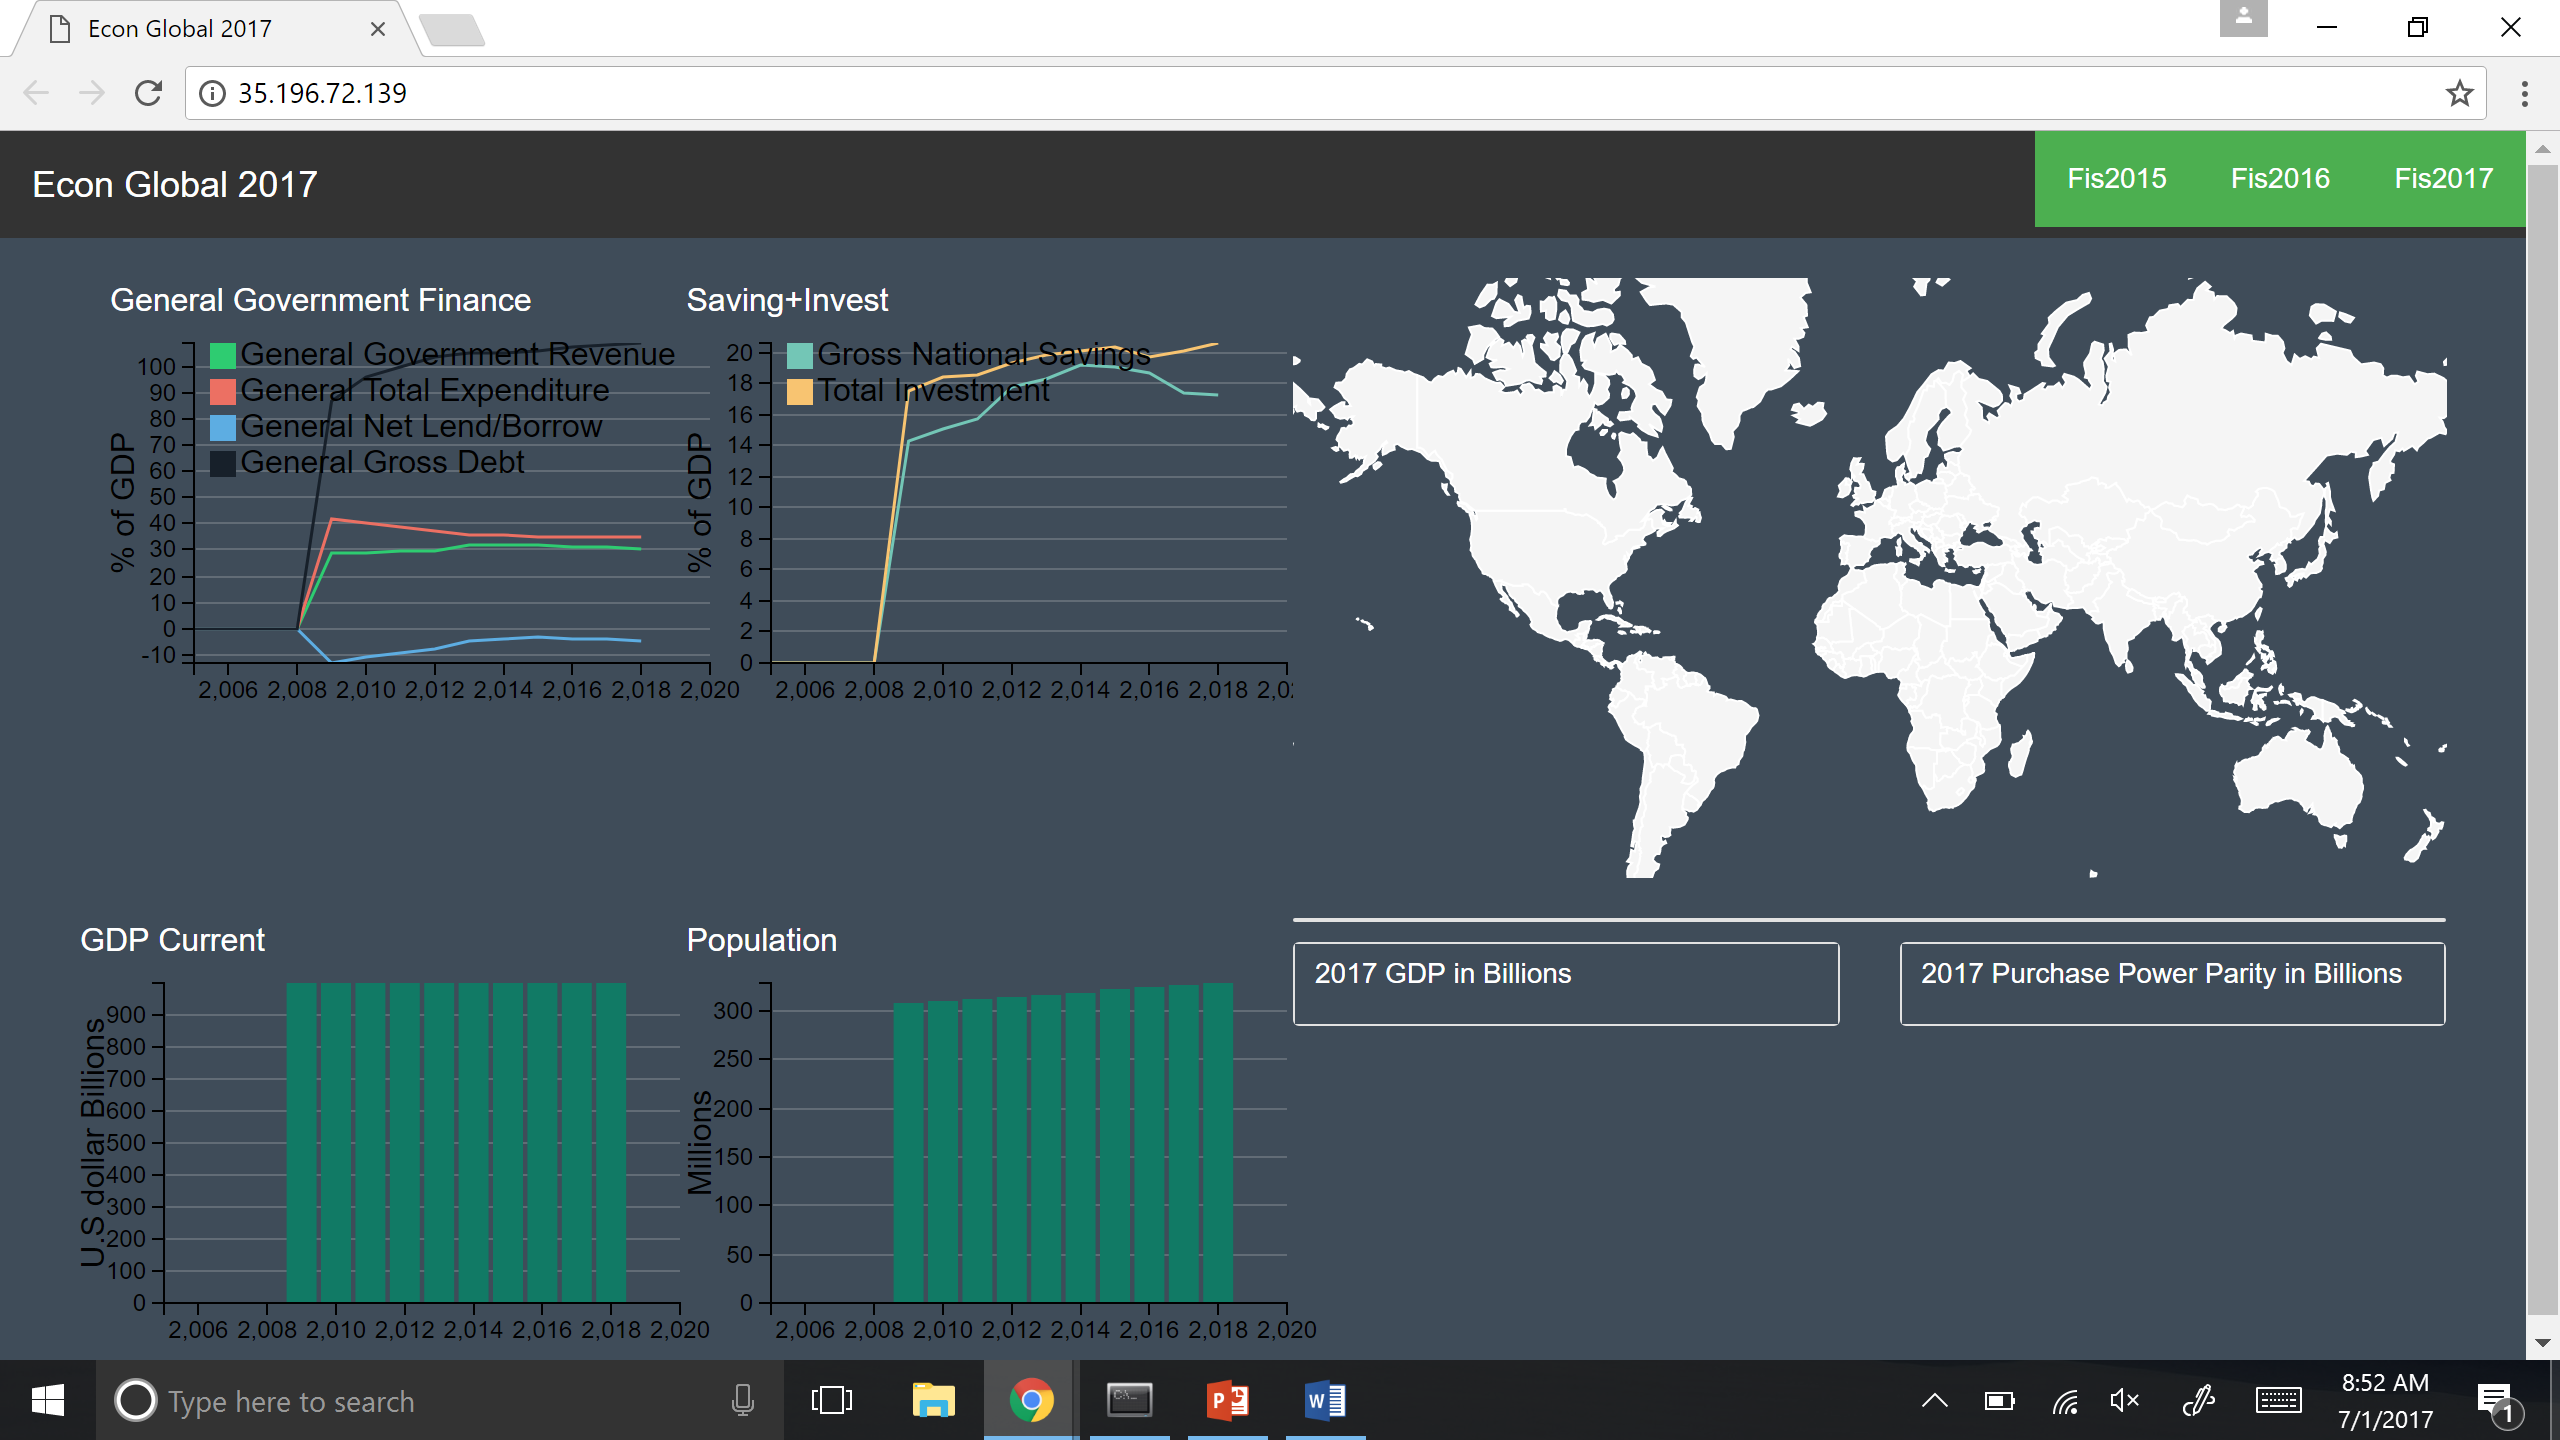 Econ Global 2017
35.196.72.139
Econ Global 2017
Fis2015 Fis2016 Fis2017
General Government Finance
General Government Revenue
General Total Expenditure
General Net Lend/Borrow
General Gross Debt
% of GDP
100
90
80
70
60
50
40
30
20
10
0
-10
2,006 2,008 2,010 2,012 2,014 2,016 2,018 2,020
Saving+Invest
Gross National Savings
Total Investment
% of GDP
20
18
16
14
12
10
8
6
4
2
0
2,006 2,008 2,010 2,012 2,014 2,016 2,018
GDP Current
U.S dollar Billions
900
800
700
600
500
400
300
200
100
0
2,006 2,008 2,010 2,012 2,014 2,016 2,018 2,020
Population
Millions
300
250
200
150
100
50
0
2,006 2,008 2,010 2,012 2,014 2,016 2,018 2,020
2017 GDP in Billions
2017 Purchase Power Parity in Billions
Type here to search
8:52 AM
7/1/2017
1